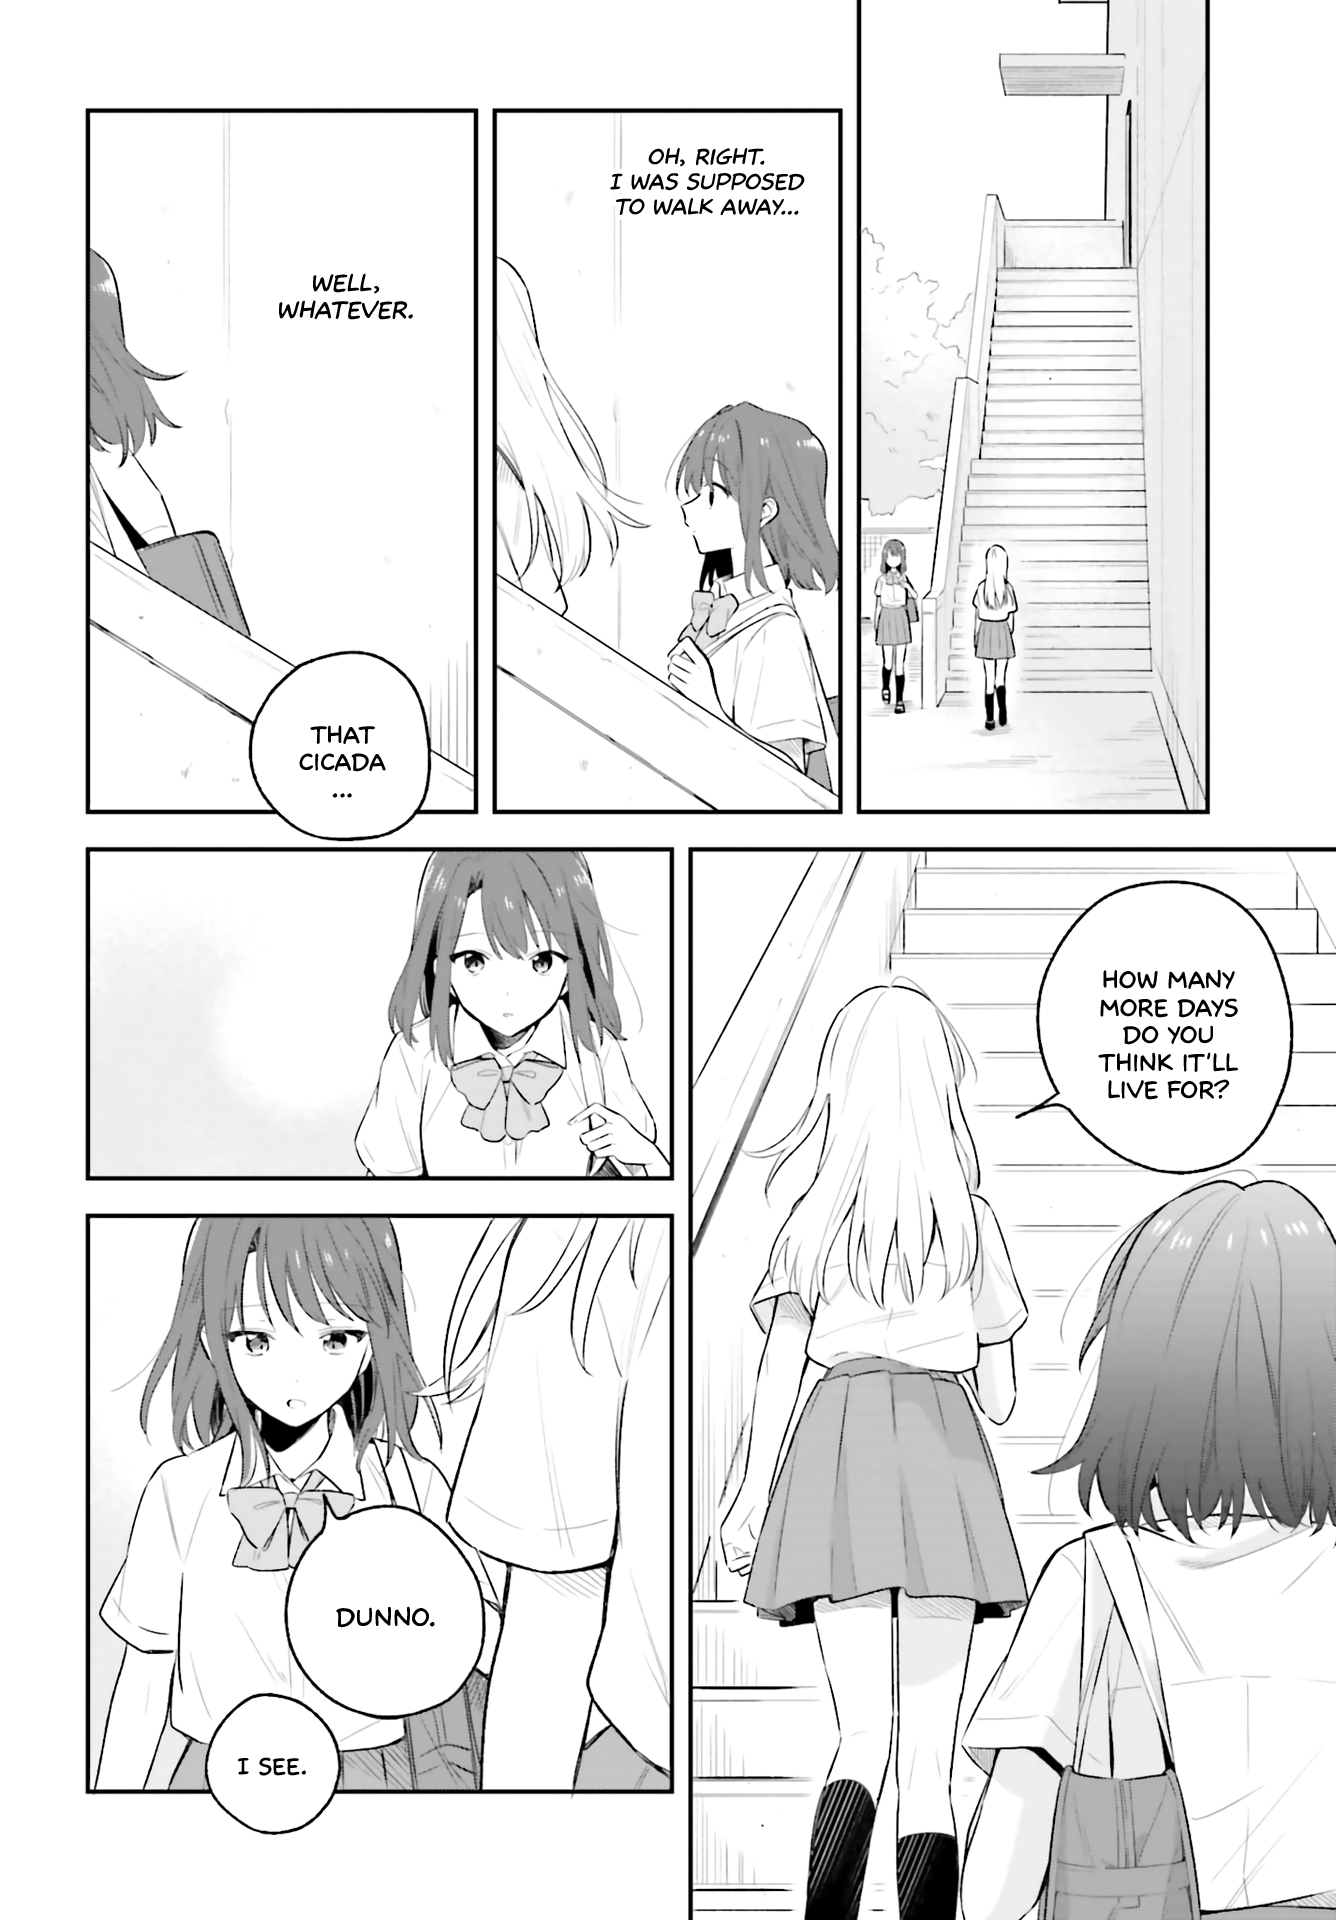 OH, RIGHT.
I WAS SUPPOSED
TO WALK AWAY...
WELL,
WHATEVER.
THAT
CICADA
...
HOW MANY
MORE DAYS
DO YOU
THINK IT'LL
LIVE FOR?
DUNNO.
I SEE.